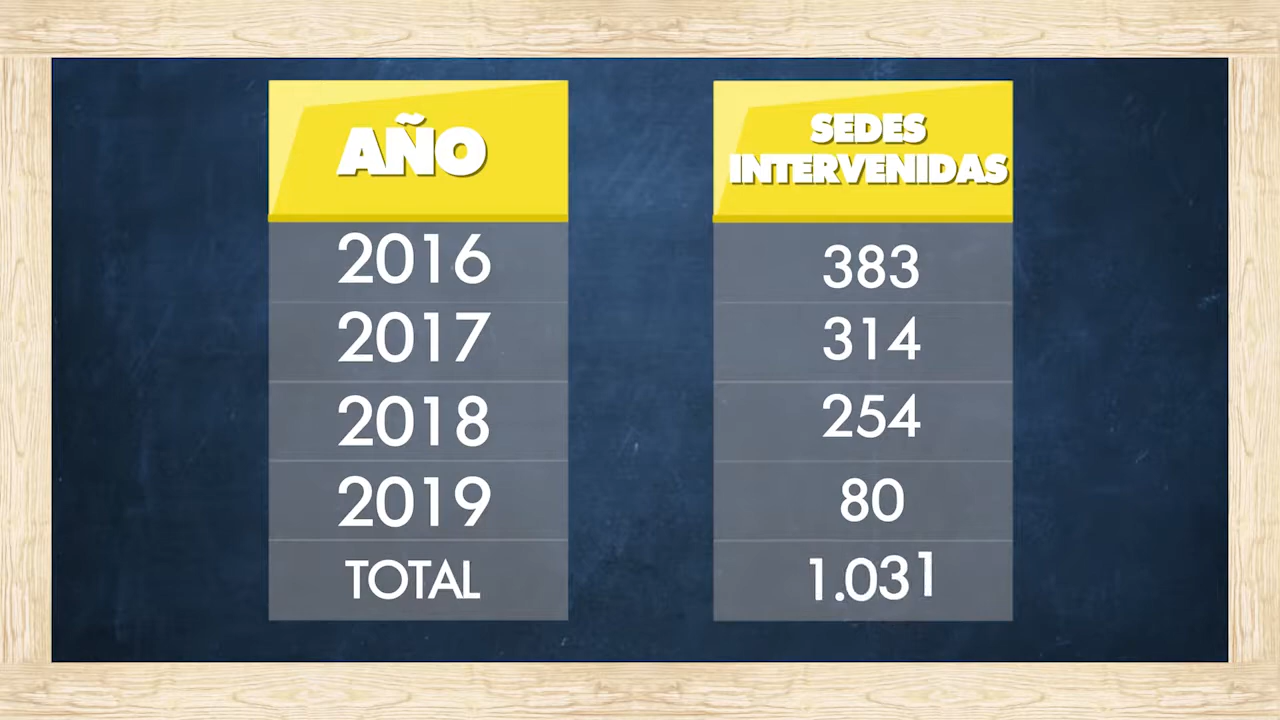 AÑO
SEDES
INTERVENIDAS
2016
383
2017
314
2018
254
2019
80
TOTAL
1.031